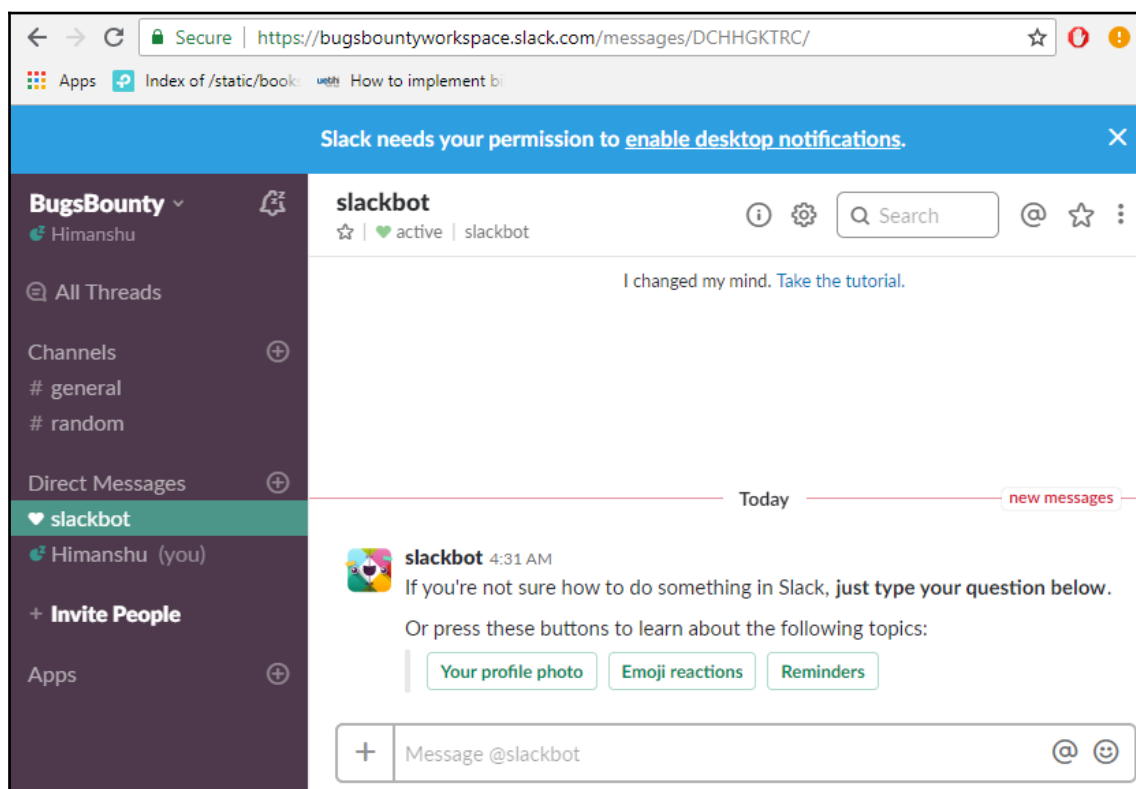 Secure | https://bugsbountyworkspace.slack.com/messages/DCHHGKTRC/
Apps Index of /static/book How to implement bi
Slack needs your permission to enable desktop notifications.
BugsBounty
Himanshu
All Threads
Channels
# general
# random
Direct Messages
slackbot
Himanshu (you)
+ Invite People
Apps
slackbot
active | slackbot
Search
I changed my mind. Take the tutorial.
Today
new messages
slackbot 4:31 AM
If you're not sure how to do something in Slack, just type your question below.
Or press these buttons to learn about the following topics:
Your profile photo Emoji reactions Reminders
Message @slackbot